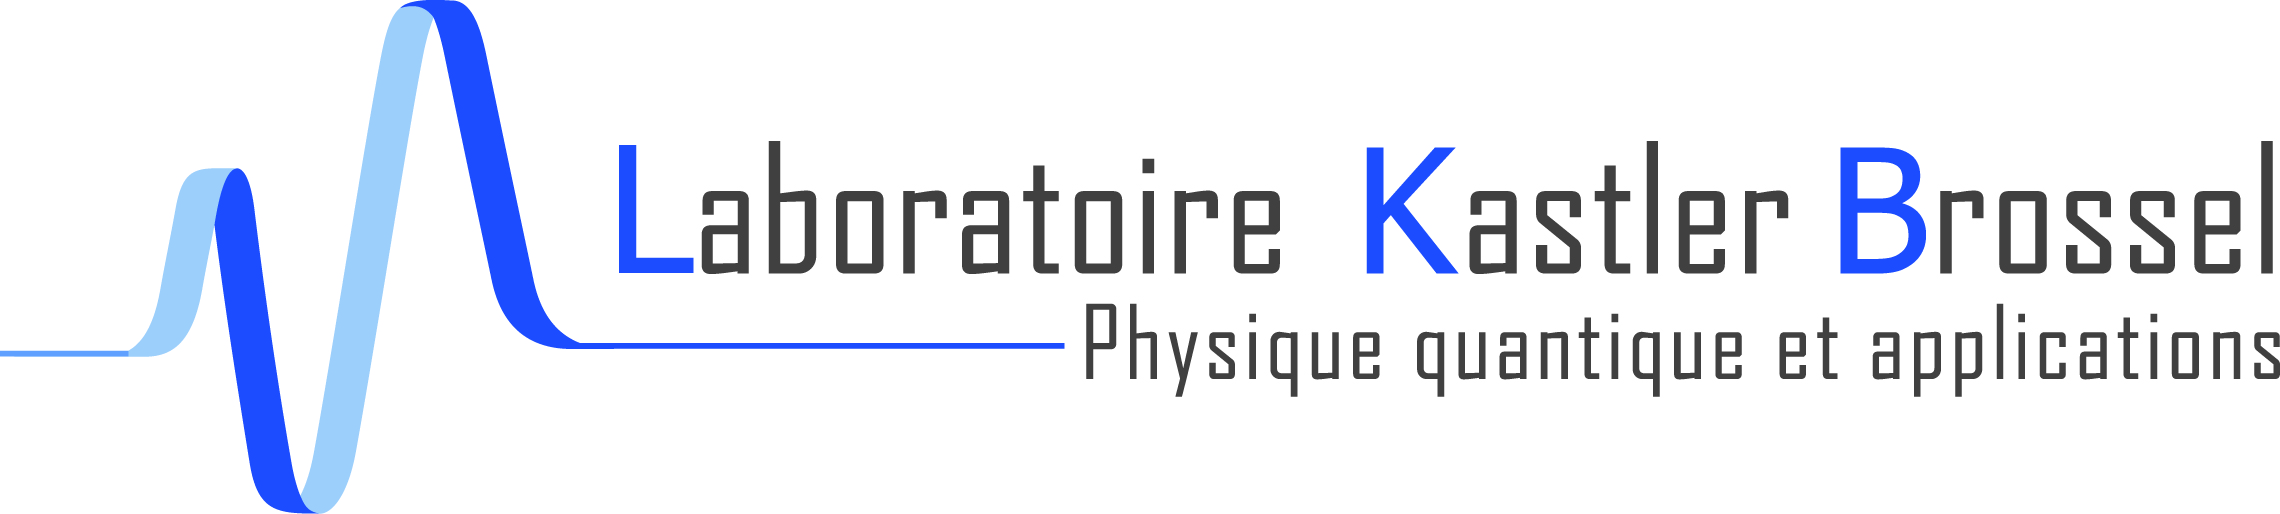 Laboratoire Kastler Brossel
Physique quantique et applications